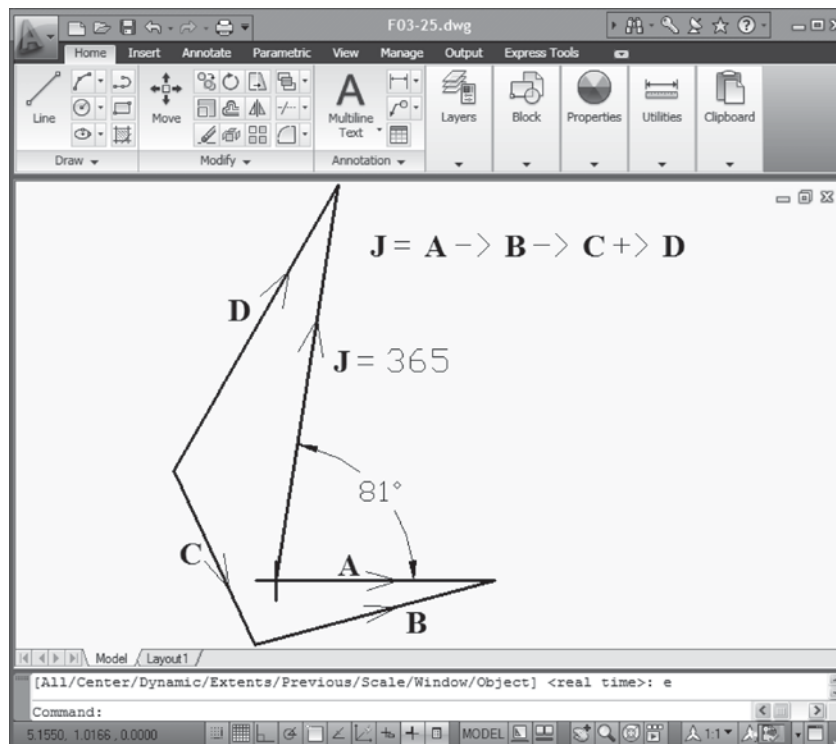 F03-25.dwg
Home Insert Annotate Parametric View Manage Output Express Tools
Line
Move
A
Multiline
Text
Layers
Block
Properties
Utilities
Clipboard
Draw
Modify
Annotation
J = A -> B -> C +> D
D
J = 365
81°
C
A
B
Model Layout1
[All/Center/Dynamic/Extents/Previous/Scale/Window/Object] <real time>: e
Command:
5.1550, 1.0166, 0.0000 MODEL 1:1